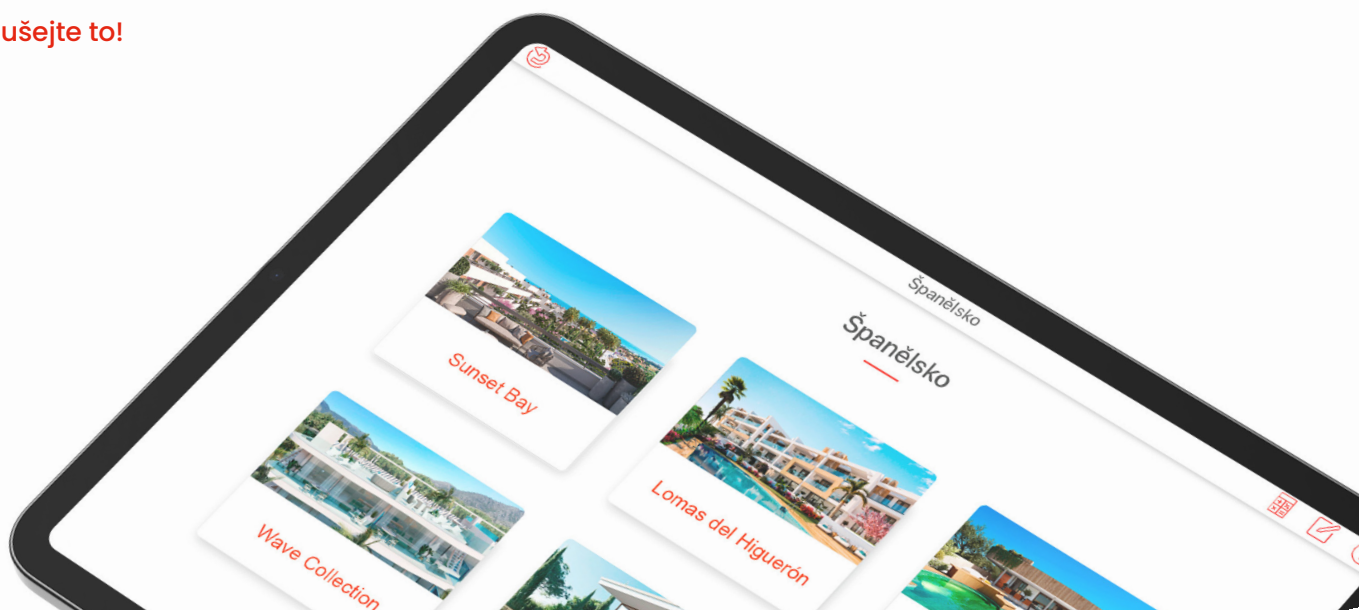 ušejte to!
Španělsko
Španělsko
Sunset Bay
Lomas del Higuerón
Wave Collection